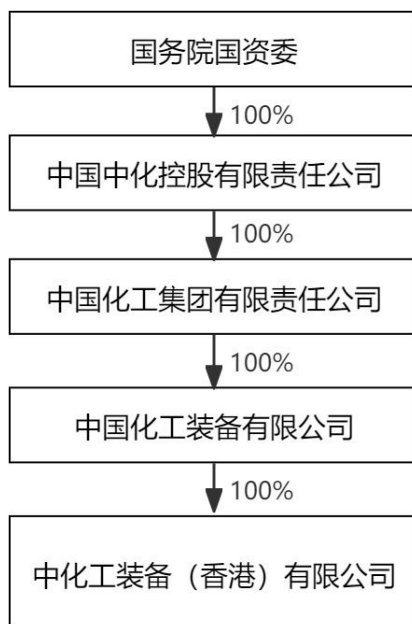 国务院国资委
100%
中国中化控股有限责任公司
100%
中国化工集团有限责任公司
100%
中国化工装备有限公司
100%
中化工装备（香港）有限公司